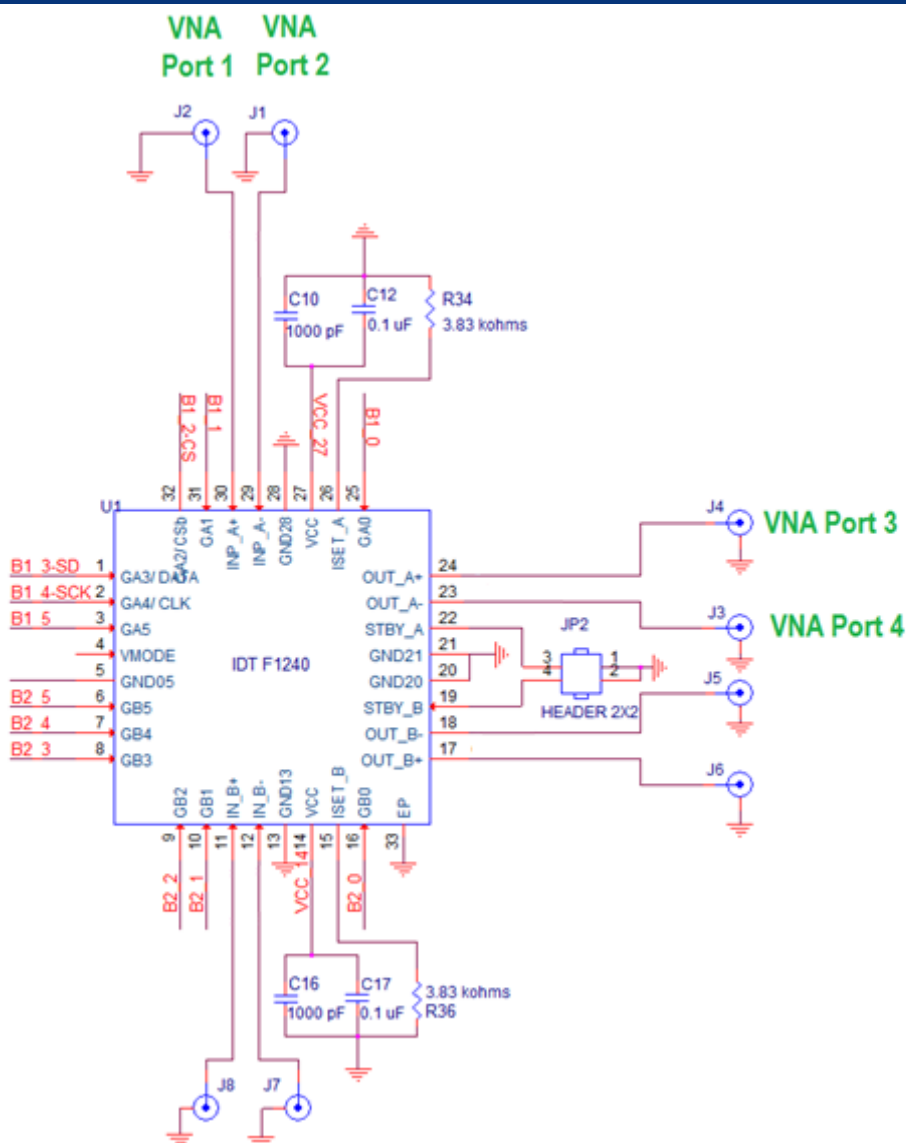 VNA
Port 1
VNA
Port 2
J2
J1
C10
1000 pF
C12
0.1 uF
R34
3.83 kohms
B1_2-CS
B1_1
VCC_27
B1_0
32
31
30
29
28
27
26
25
U1
GA2/CSb
GA1
INP_A+
INP_A-
GND28
VCC
ISET_A
GA0
B1_3-SD
1
GA3/DATA
B1_4-SCK
2
GA4/CLK
B1_5
3
GA5
4
VMODE
5
GND05
B2_5
6
GB5
B2_4
7
GB4
B2_3
8
GB3
IDT F1240
OUT_A+
24
OUT_A-
23
STBY_A
22
GND21
21
GND20
20
STBY_B
19
OUT_B-
18
OUT_B+
17
J4
VNA Port 3
J3
VNA Port 4
JP2
3
1
4
2
HEADER 2X2
J5
J6
GB2
GB1
IN_B+
IN_B-
GND13
VCC
ISET_B
GB0
EP
9
10
11
12
13
14
15
16
33
B2_2
B2_1
VCC_14
B2_0
C16
1000 pF
C17
0.1 uF
3.83 kohms
R36
J8
J7